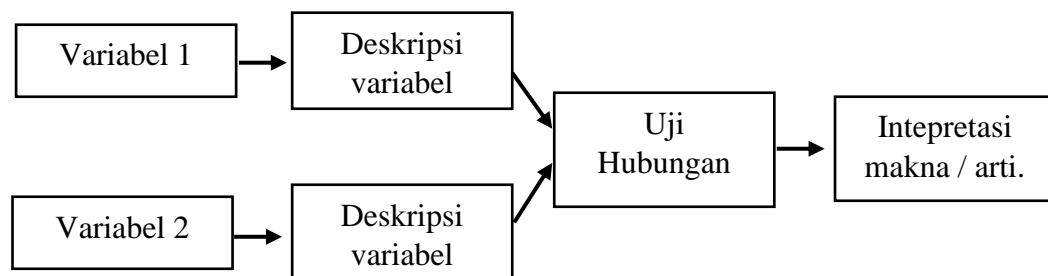 Variabel 1
Deskripsi
variabel
Uji
Hubungan
Intepretasi
makna / arti.
Variabel 2
Deskripsi
variabel